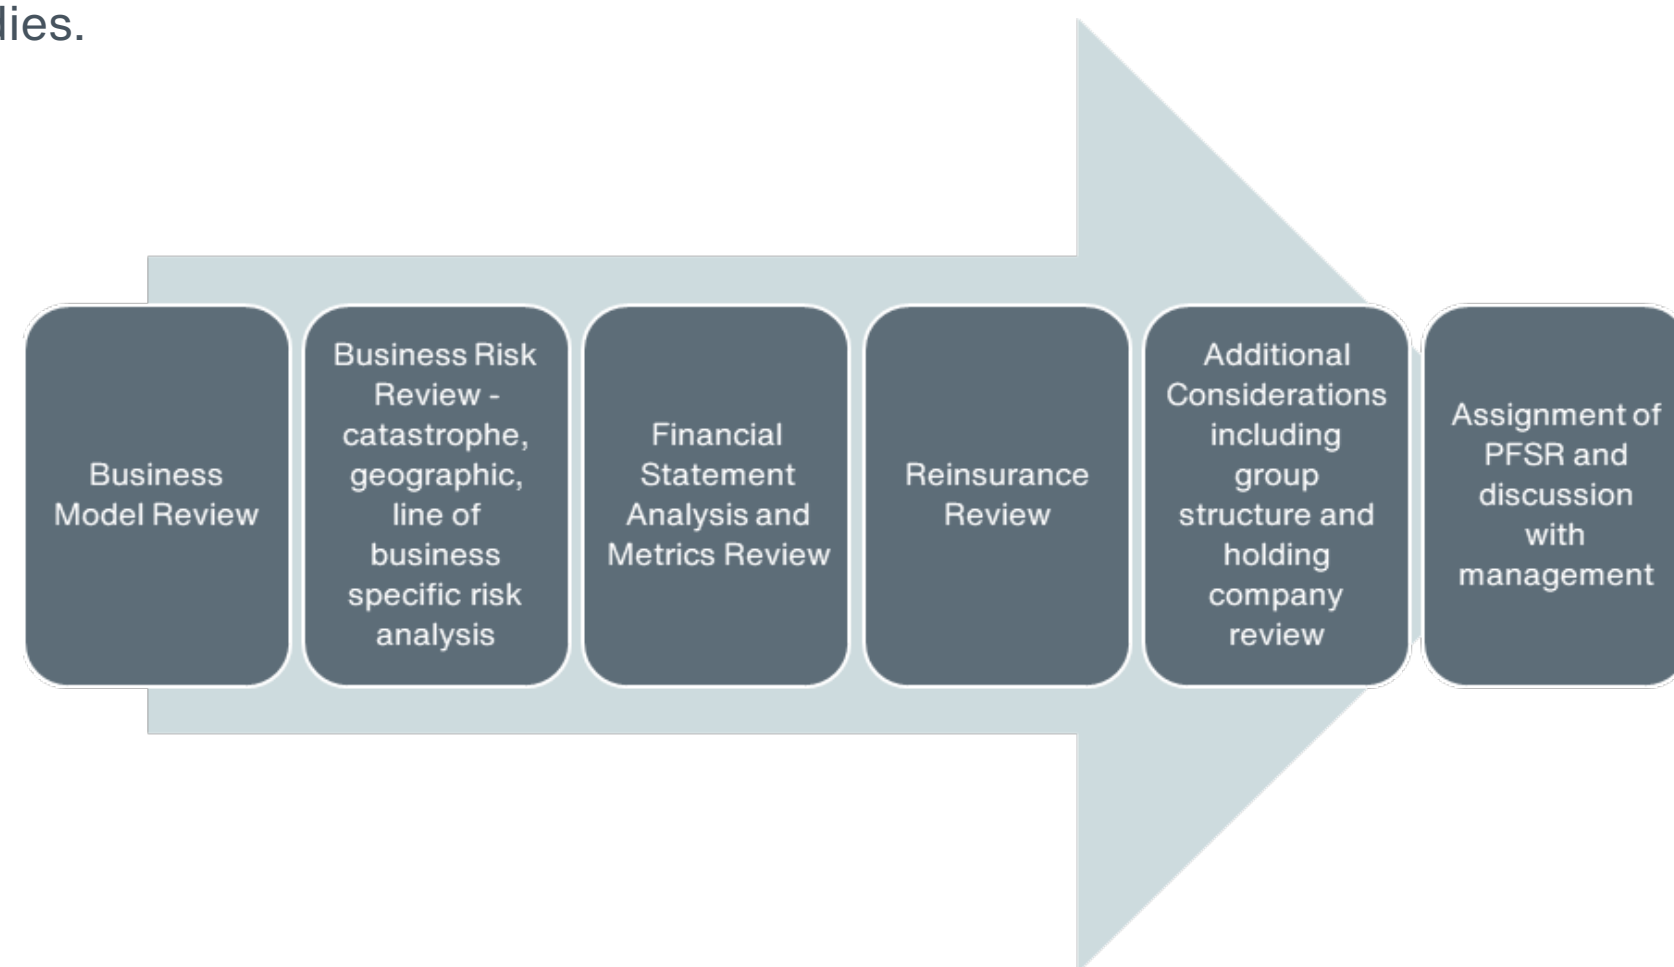 dies.
Business
Model Review
Business Risk
Review -
catastrophe,
geographic,
line of
business
specific risk
analysis
Financial
Statement
Analysis and
Metrics Review
Reinsurance
Review
Additional
Considerations
including
group
structure and
holding
company
review
Assignment of
PFSR and
discussion
with
management